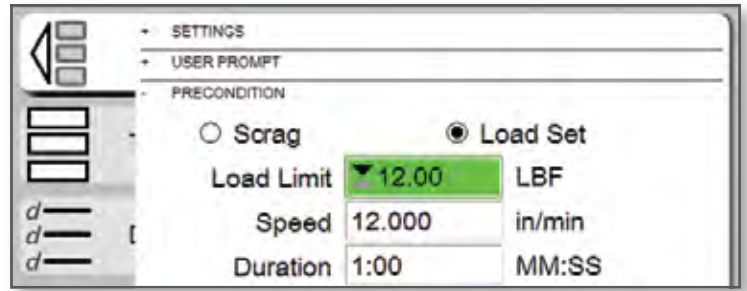 + SETTINGS
+ USER PROMPT
- PRECONDITION
Scrag Load Set
Load Limit 12.00 LBF
Speed 12.000 in/min
d
d
d
Duration 1:00 MM:SS